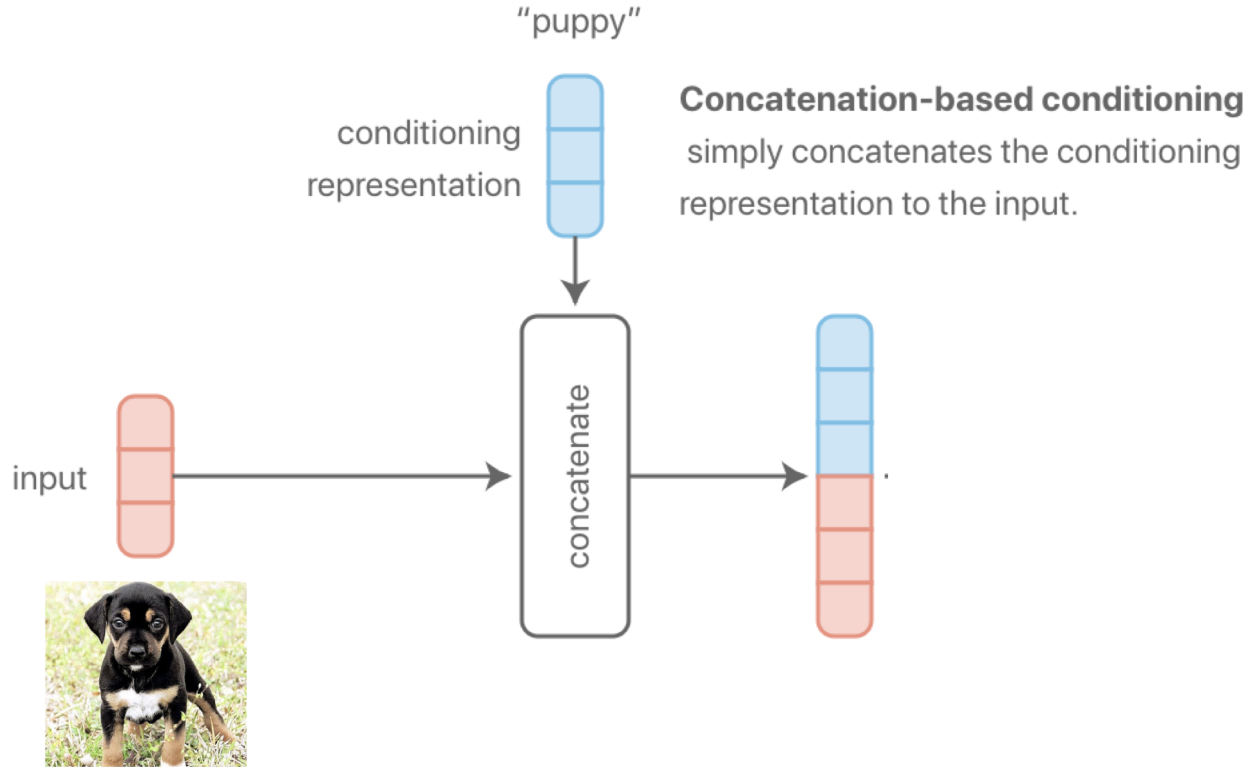 “puppy”
Concatenation-based conditioning
simply concatenates the conditioning
representation to the input.
conditioning
representation
input
concatenate